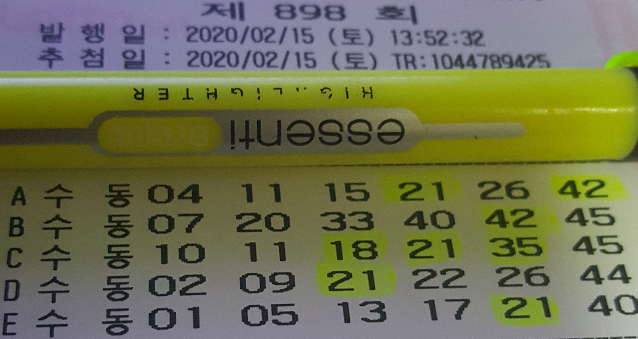 제 898 회
발 행 일 : 2020/02/15 (토) 13:52:32
추 첨 일 : 2020/02/15 (토) TR:1044789425
HIGHLIGHTER
essenti
A 수 동 04 11 15 21 26 42
B 수 동 07 20 33 40 42 45
C 수 동 10 11 18 21 35 45
D 수 동 02 09 21 22 26 44
E 수 동 01 05 13 17 21 40